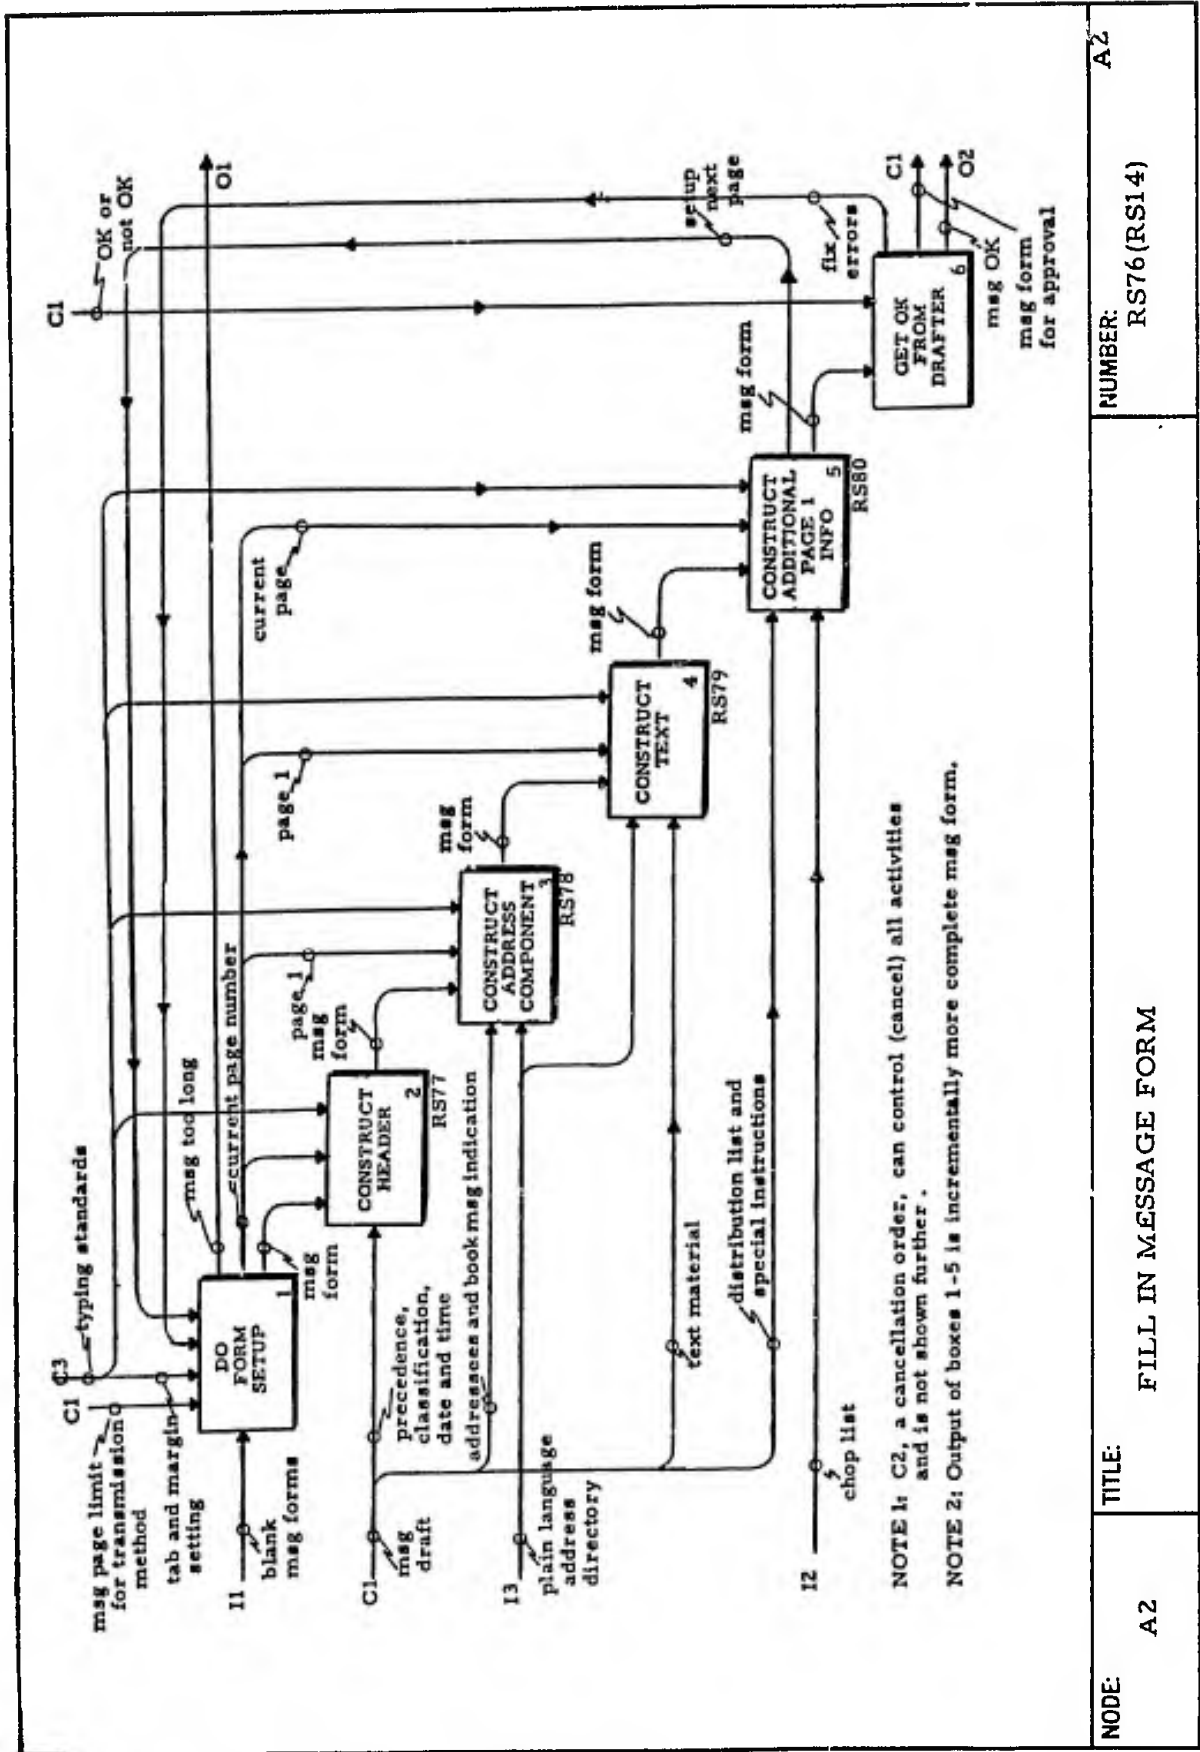 C3
typing standards
C1
msg page limit
for transmission
method
tab and margin
setting
I1
blank
msg forms
DO
FORM
SETUP
1
msg too long
current page number
msg
form
C1
msg
draft
precedence,
classification,
date and time
CONSTRUCT
HEADER
2
RS77
msg
form
page 1
addressees and book msg indication
I3
plain language
address
directory
CONSTRUCT
ADDRESS
COMPONENT
3
RS78
msg
form
page 1
text material
CONSTRUCT
TEXT
4
RS79
msg form
current
page
distribution list and
special instructions
I2
chop list
CONSTRUCT
ADDITIONAL
PAGE 1
INFO
5
RS80
msg form
setup
next
page
C1
OK or
not OK
O1
fix
errors
GET OK
FROM
DRAFTER
6
C1
O2
msg OK
msg form
for approval
NOTE 1: C2, a cancellation order, can control (cancel) all activities
and is not shown further.
NOTE 2: Output of boxes 1-5 is incrementally more complete msg form.
NODE:
A2
TITLE:
FILL IN MESSAGE FORM
NUMBER:
RS76(RS14)
A2